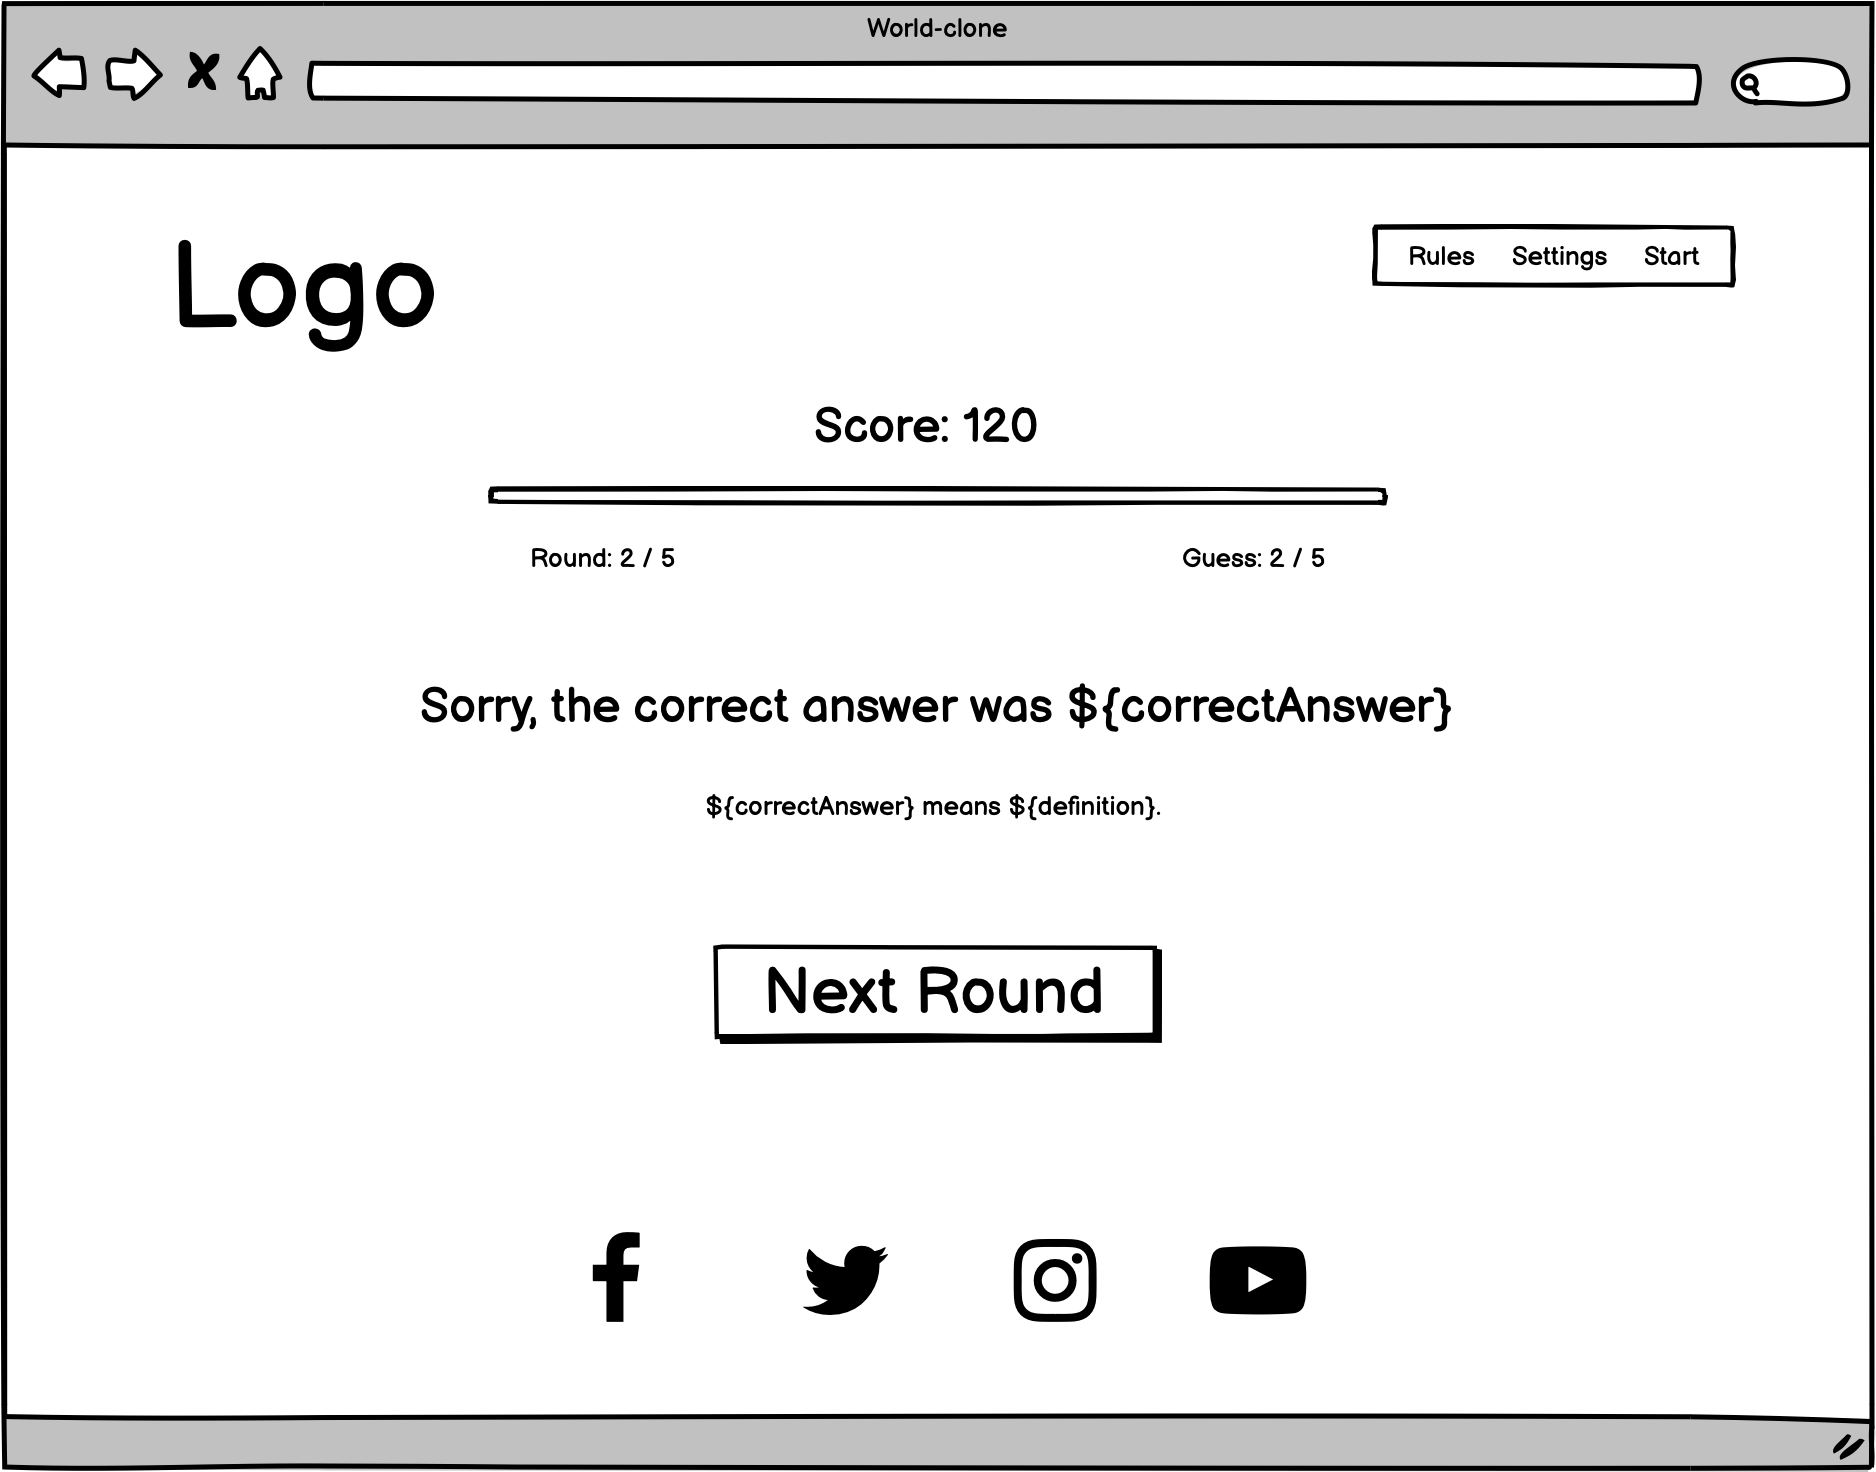 World-clone
Logo
Rules Settings Start
Score: 120
Round: 2 / 5 Guess: 2 / 5
Sorry, the correct answer was ${correctAnswer}
${correctAnswer} means ${definition}.
Next Round